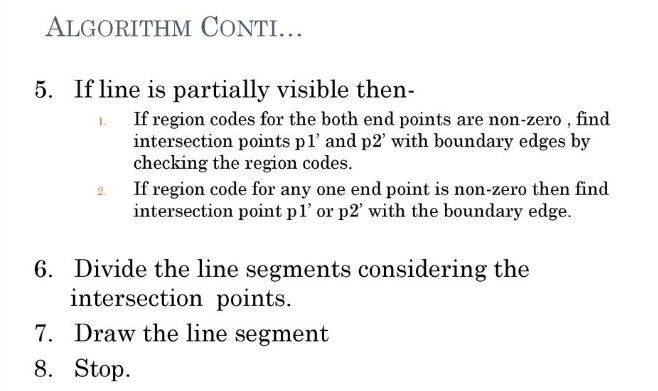 ALGORITHM CONTI...
5. If line is partially visible then-
1. If region codes for the both end points are non-zero , find
intersection points p1’ and p2’ with boundary edges by
checking the region codes.
2. If region code for any one end point is non-zero then find
intersection point p1’ or p2’ with the boundary edge.
6. Divide the line segments considering the
intersection points.
7. Draw the line segment
8. Stop.